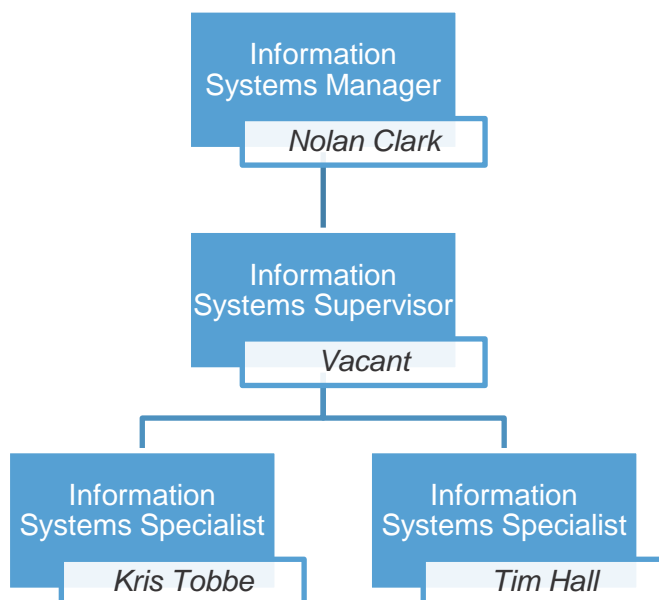 Information
Systems Manager
Nolan Clark
Information
Systems Supervisor
Vacant
Information
Systems Specialist
Kris Tobbe
Information
Systems Specialist
Tim Hall